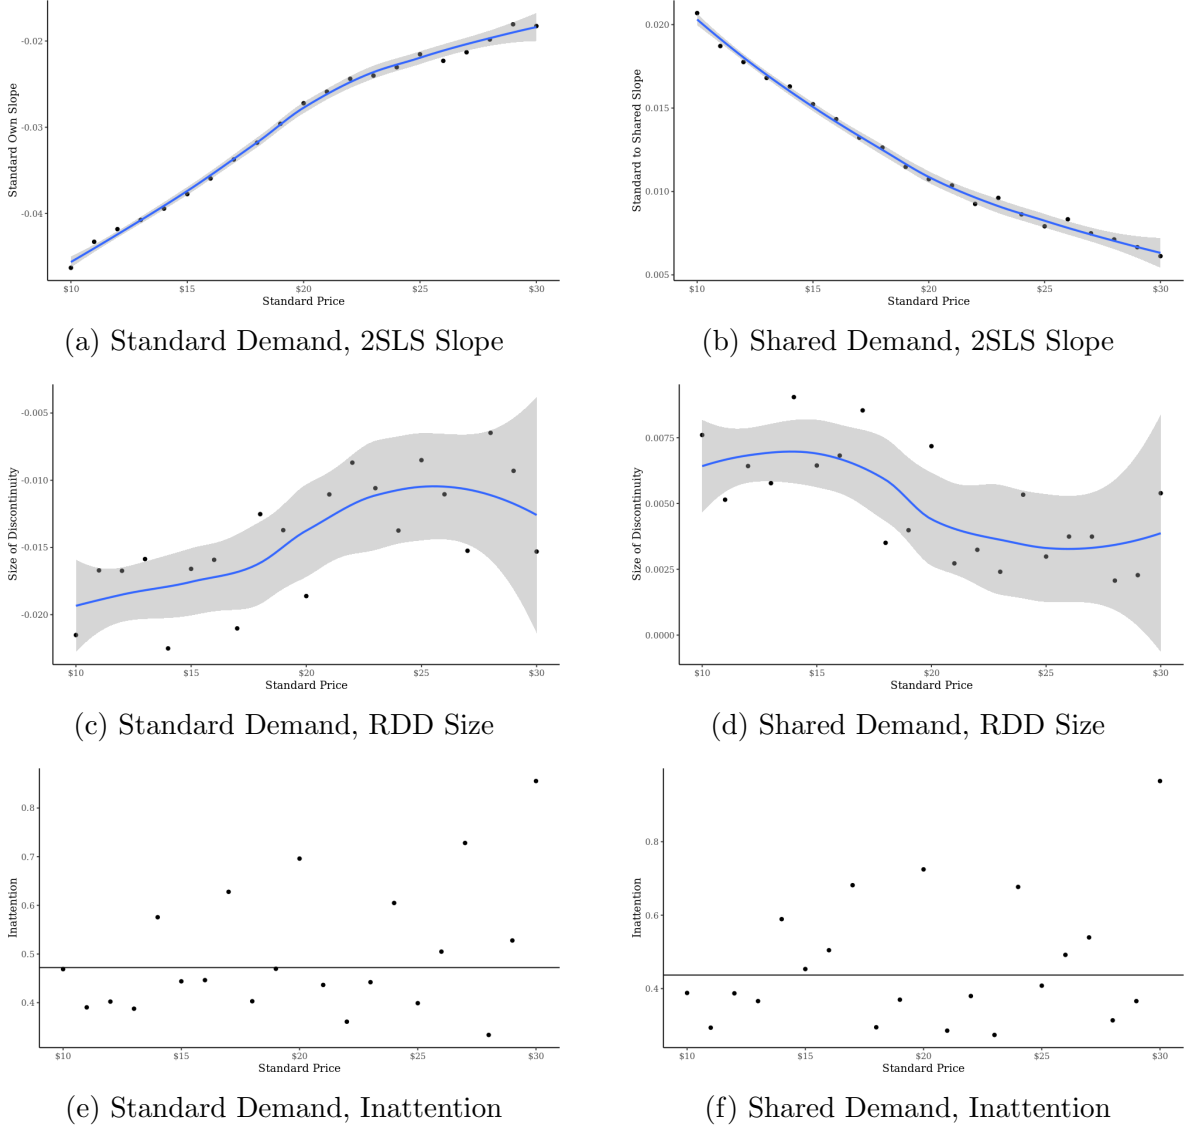 Standard Own Slope
-0.02
-0.03
-0.04
$10 $15 $20 $25 $30
Standard Price
(a) Standard Demand, 2SLS Slope
Standard to Shared Slope
0.020
0.015
0.010
0.005
$10 $15 $20 $25 $30
Standard Price
(b) Shared Demand, 2SLS Slope
Size of Discontinuity
-0.005
-0.010
-0.015
-0.020
$10 $15 $20 $25 $30
Standard Price
(c) Standard Demand, RDD Size
Size of Discontinuity
0.0075
0.0050
0.0025
0.0000
$10 $15 $20 $25 $30
Standard Price
(d) Shared Demand, RDD Size
Inattention
0.8
0.7
0.6
0.5
0.4
$10 $15 $20 $25 $30
Standard Price
(e) Standard Demand, Inattention
Inattention
0.8
0.6
0.4
$10 $15 $20 $25 $30
Standard Price
(f) Shared Demand, Inattention